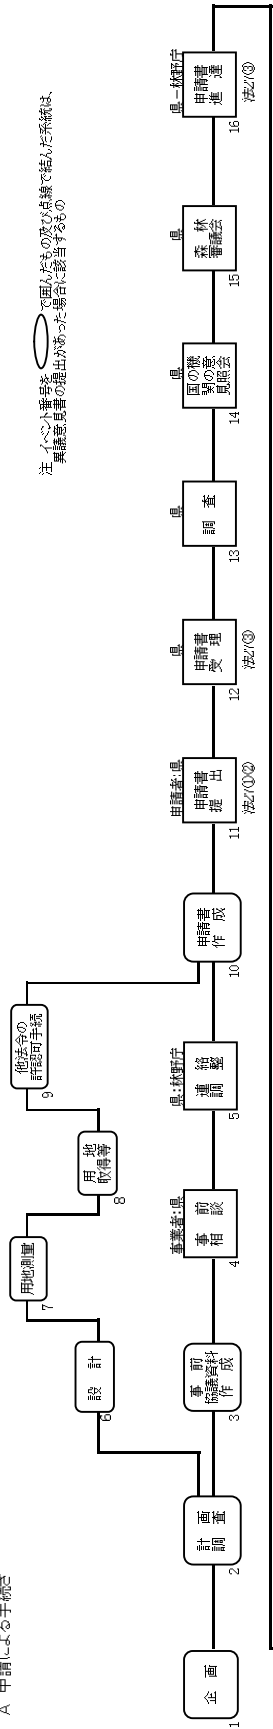 A 申請による手続き
注 イベント番号を で囲んだもの及び点線で結んだ系統は、
異議意見書の提出があった場合に該当するもの
企 画
1
計 画
調 査
2
事 前
協議資料
作 成
3
事業者:県
事 前
相 談
4
県:林野庁
連 絡
調 整
5
設 計
6
用地測量
7
用 地
取得等
8
他法令の
許認可手続
9
申請書
作 成
10
申請者:県
申請書
提 出
11
法27①②
県
申請書
受 理
12
法27③
県
調 査
13
県
国の機
関の意
見照会
14
県
森 林
審議会
15
県-林野庁
申請書
進 達
16
法27③